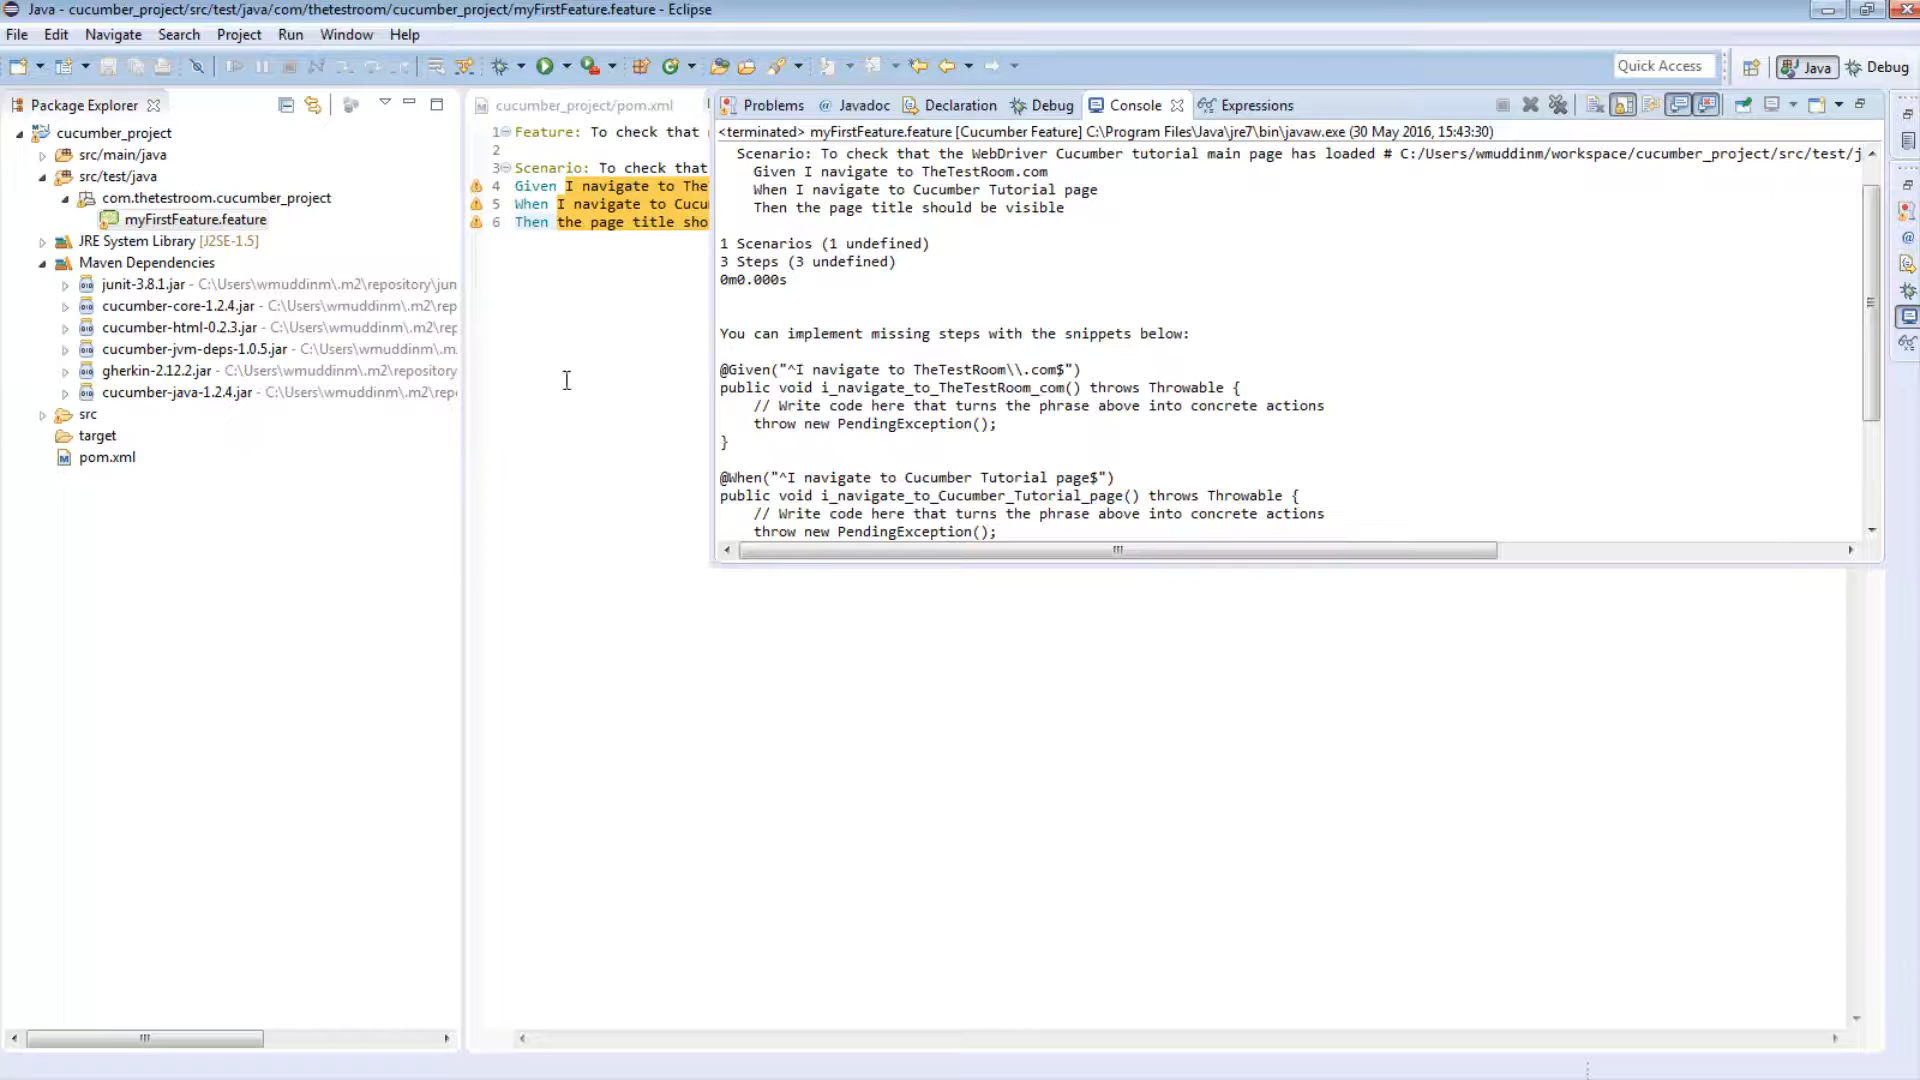 Java - cucumber_project/src/test/java/com/thetestroom/cucumber_project/myFirstFeature.feature - Eclipse
File Edit Navigate Search Project Run Window Help
Quick Access
Java
Debug
Package Explorer
cucumber_project
src/main/java
src/test/java
com.thetestroom.cucumber_project
myFirstFeature.feature
JRE System Library [J2SE-1.5]
Maven Dependencies
junit-3.8.1.jar - C:\Users\wmuddinm\.m2\repository\jun
cucumber-core-1.2.4.jar - C:\Users\wmuddinm\.m2\rep
cucumber-html-0.2.3.jar - C:\Users\wmuddinm\.m2\rep
cucumber-jvm-deps-1.0.5.jar - C:\Users\wmuddinm\.m
gherkin-2.12.2.jar - C:\Users\wmuddinm\.m2\repository
cucumber-java-1.2.4.jar - C:\Users\wmuddinm\.m2\rep
src
target
pom.xml
cucumber_project/pom.xml
1 Feature: To check that
2
3 Scenario: To check that
4 Given I navigate to The
5 When I navigate to Cucu
6 Then the page title sho
Problems Javadoc Declaration Debug Console Expressions
<terminated> myFirstFeature.feature [Cucumber Feature] C:\Program Files\Java\jre7\bin\javaw.exe (30 May 2016, 15:43:30)
Scenario: To check that the WebDriver Cucumber tutorial main page has loaded # C:/Users/wmuddinm/workspace/cucumber_project/src/test/j
Given I navigate to TheTestRoom.com
When I navigate to Cucumber Tutorial page
Then the page title should be visible
1 Scenarios (1 undefined)
3 Steps (3 undefined)
0m0.000s
You can implement missing steps with the snippets below:
@Given("^I navigate to TheTestRoom\\.com$")
public void i_navigate_to_TheTestRoom_com() throws Throwable {
// Write code here that turns the phrase above into concrete actions
throw new PendingException();
}
@When("^I navigate to Cucumber Tutorial page$")
public void i_navigate_to_Cucumber_Tutorial_page() throws Throwable {
// Write code here that turns the phrase above into concrete actions
throw new PendingException();